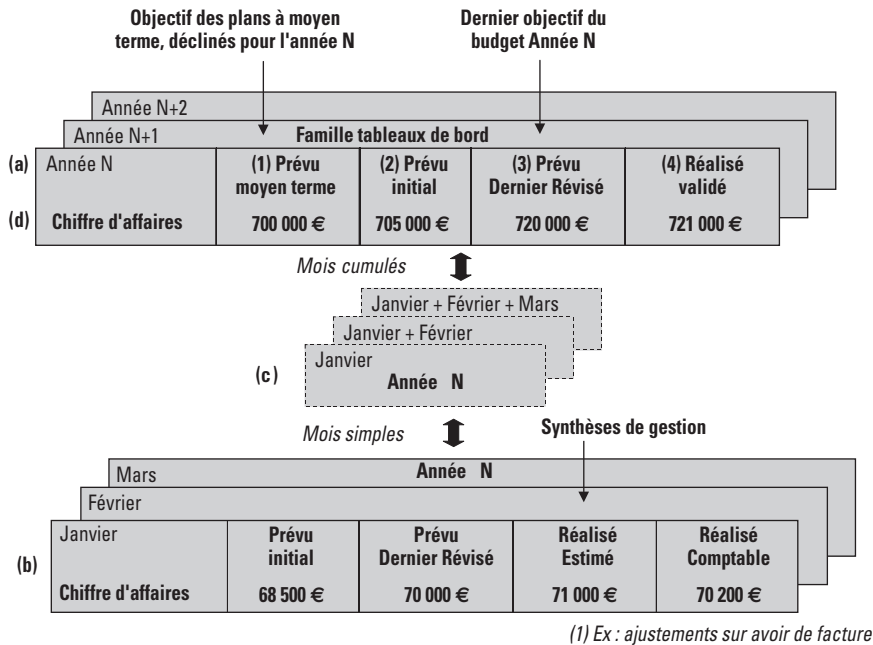 Objectif des plans à moyen
terme, déclinés pour l'année N
Dernier objectif du
budget Année N
Année N+2
Année N+1
Famille tableaux de bord
(a)
Année N
(1) Prévu
moyen terme
(2) Prévu
initial
(3) Prévu
Dernier Révisé
(4) Réalisé
validé
(d)
Chiffre d'affaires
700 000 €
705 000 €
720 000 €
721 000 €
Mois cumulés
Janvier + Février + Mars
Janvier + Février
Janvier
(c)
Année N
Mois simples
Synthèses de gestion
Mars
Année N
Février
Janvier
Prévu
initial
Prévu
Dernier Révisé
Réalisé
Estimé
Réalisé
Comptable
(b)
Chiffre d'affaires
68 500 €
70 000 €
71 000 €
70 200 €
(1) Ex : ajustements sur avoir de facture